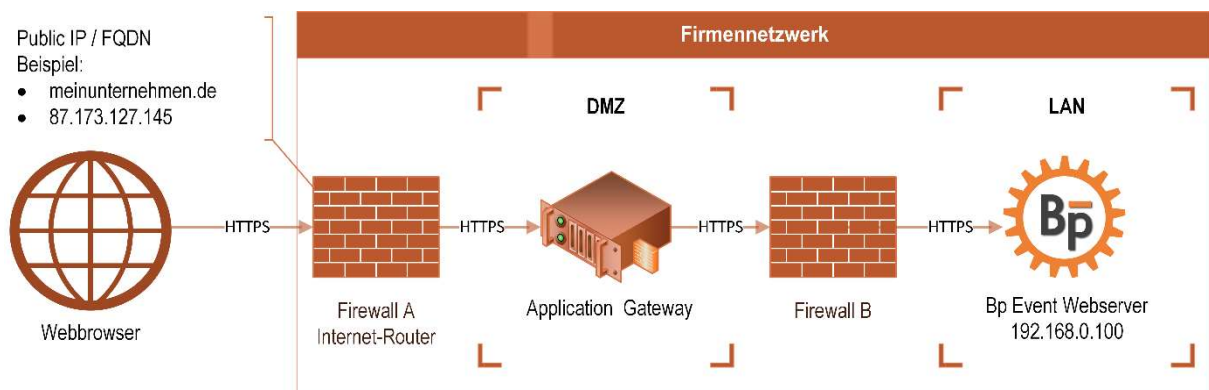 Public IP / FQDN
Beispiel:
• meinunternehmen.de
• 87.173.127.145
Firmennetzwerk
DMZ
LAN
HTTPS
HTTPS
HTTPS
HTTPS
Bp
Webbrowser
Firewall A
Internet-Router
Application Gateway
Firewall B
Bp Event Webserver
192.168.0.100